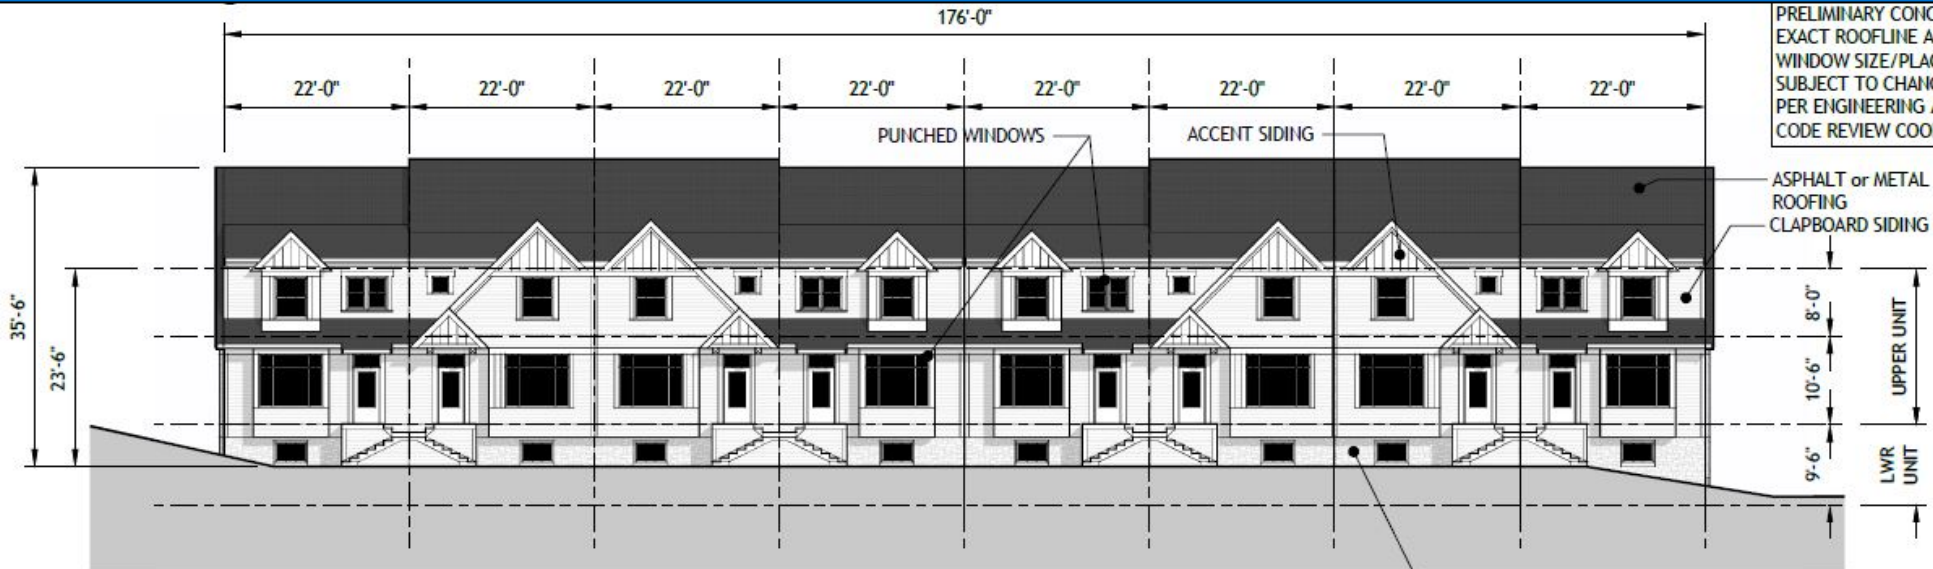 176'-0"
22'-0" 22'-0" 22'-0" 22'-0" 22'-0" 22'-0" 22'-0" 22'-0"
PRELIMINARY CONC
EXACT ROOFLINE A
WINDOW SIZE/PLAC
SUBJECT TO CHANG
PER ENGINEERING A
CODE REVIEW COO
PUNCHED WINDOWS
ACCENT SIDING
ASPHALT or METAL
ROOFING
CLAPBOARD SIDING
35'-6"
23'-6"
8'-0"
10'-6"
9'-6"
UPPER UNIT
LWR
UNIT